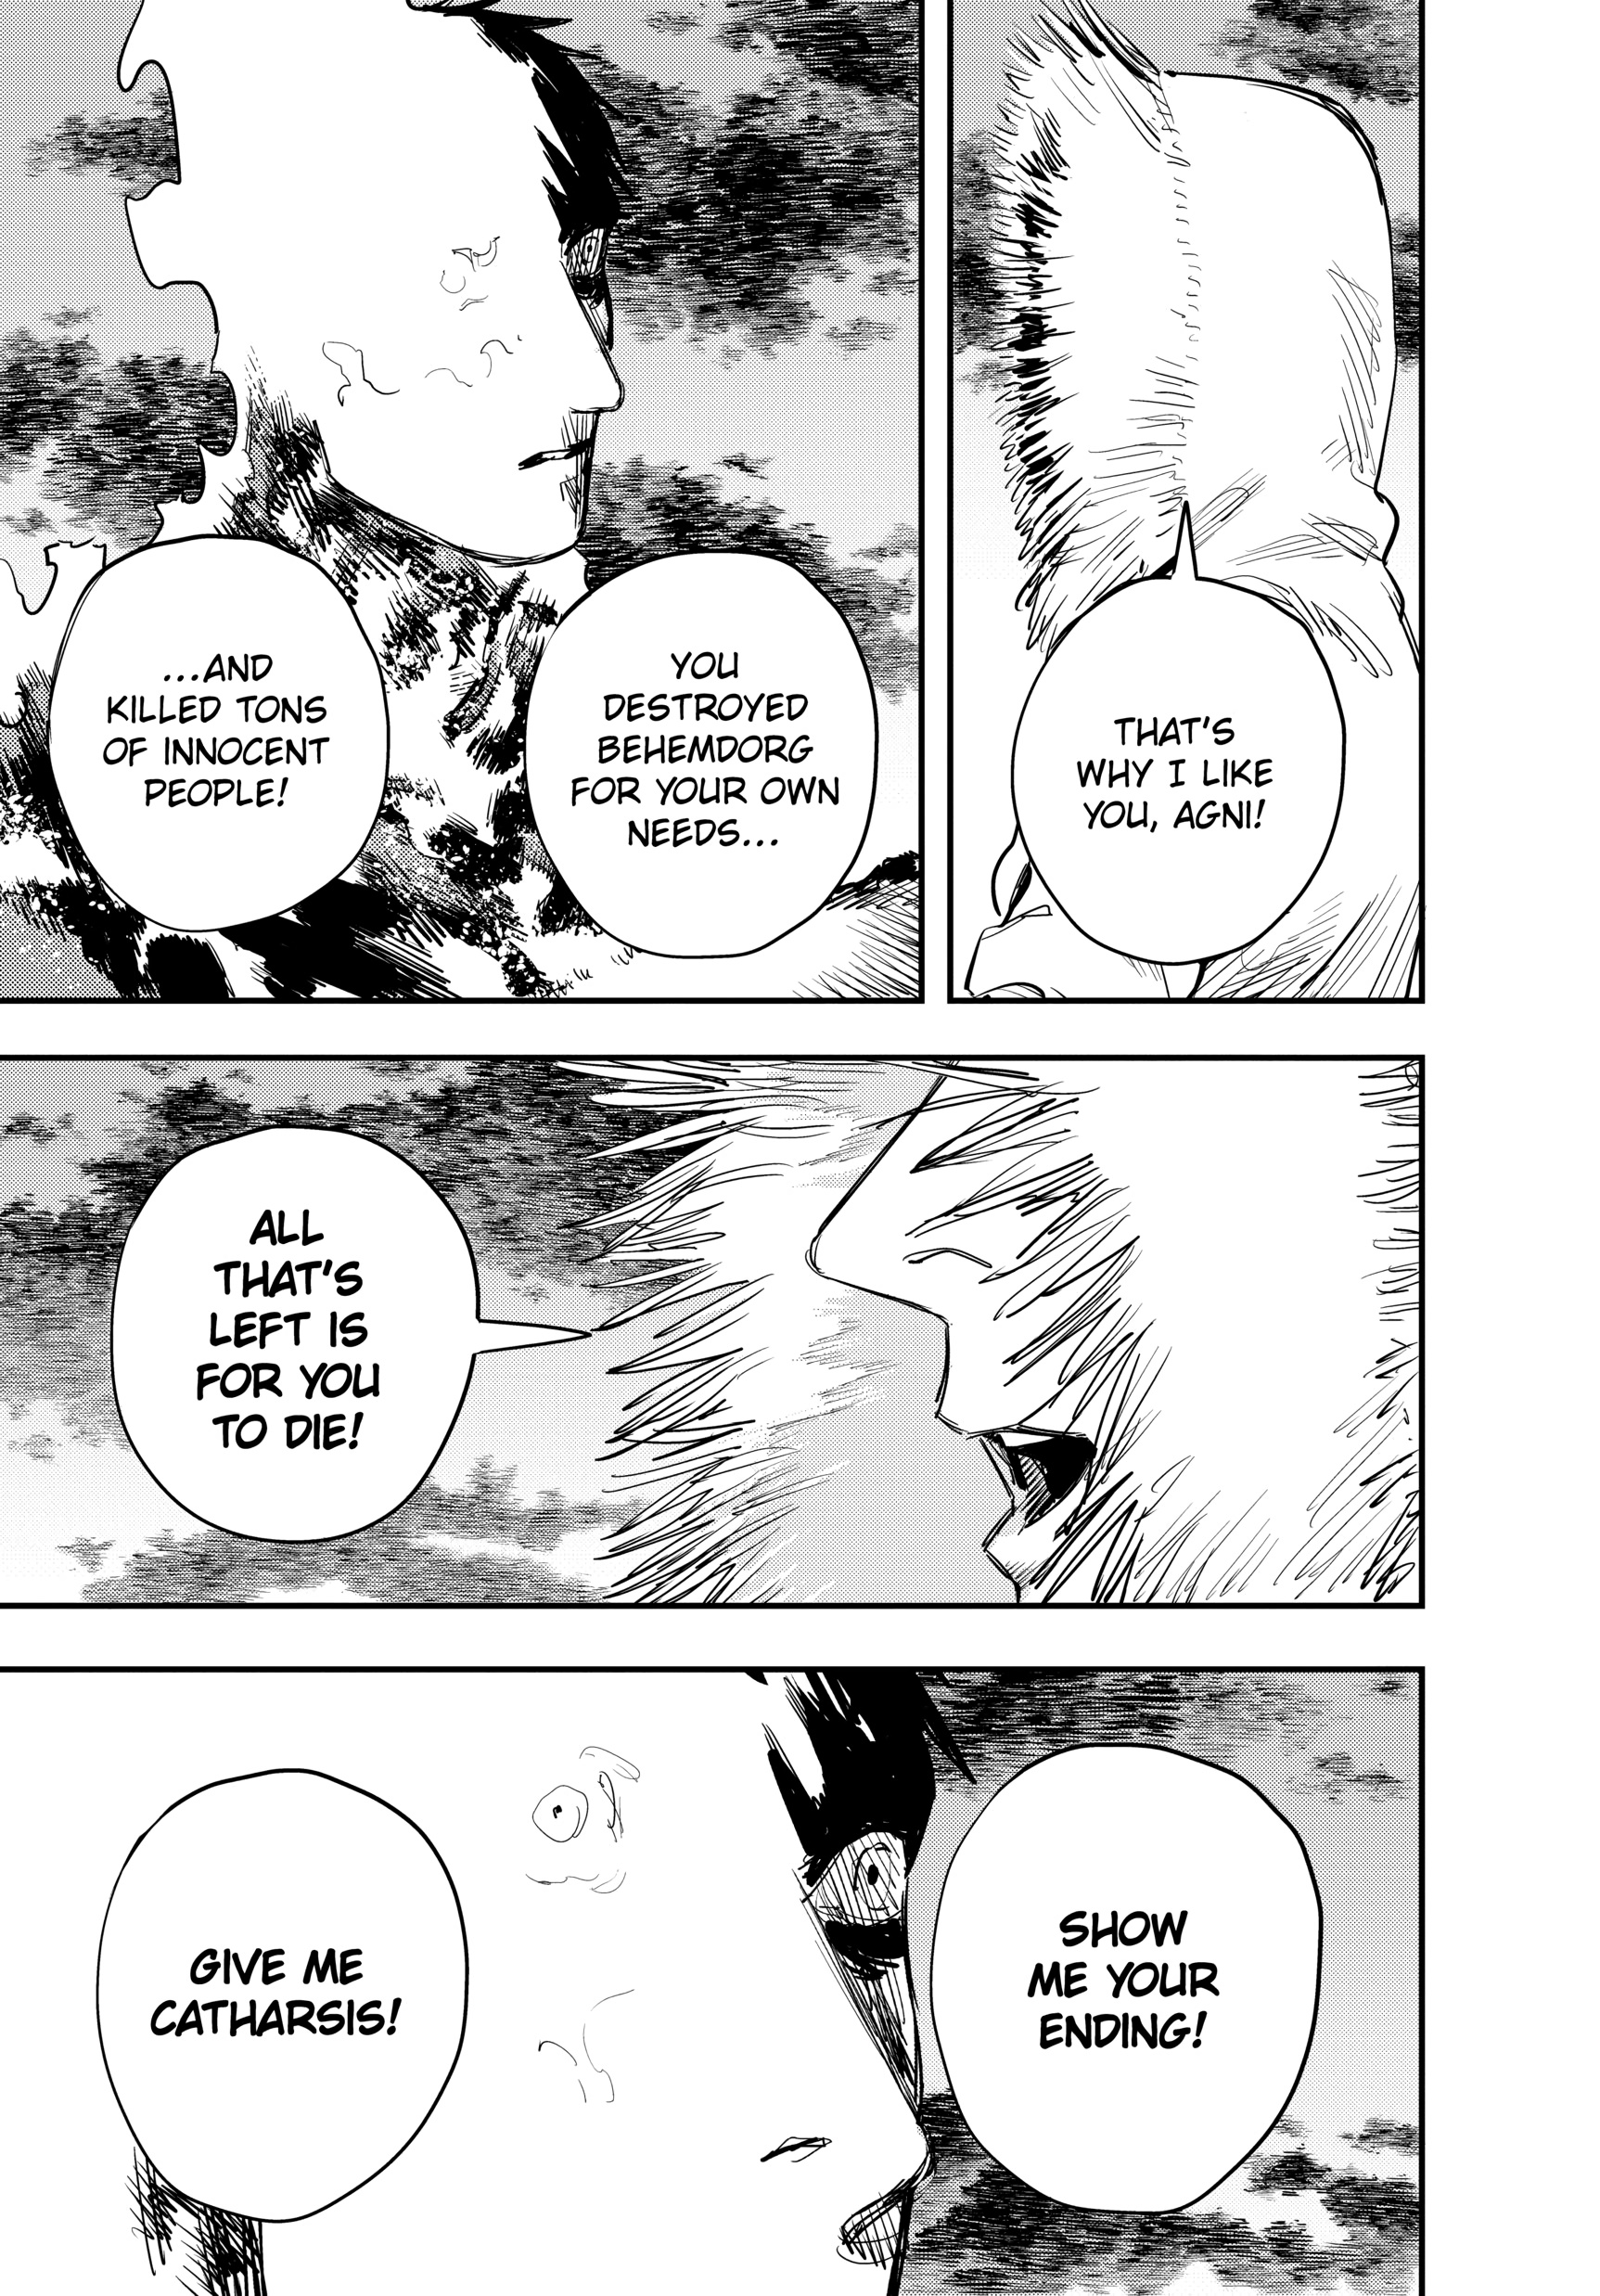 THAT'S
WHY I LIKE
YOU, AGNI!
YOU
DESTROYED
BEHEMDORG
FOR YOUR OWN
NEEDS...
...AND
KILLED TONS
OF INNOCENT
PEOPLE!
ALL
THAT'S
LEFT IS
FOR YOU
TO DIE!
SHOW
ME YOUR
ENDING!
GIVE ME
CATHARSIS!